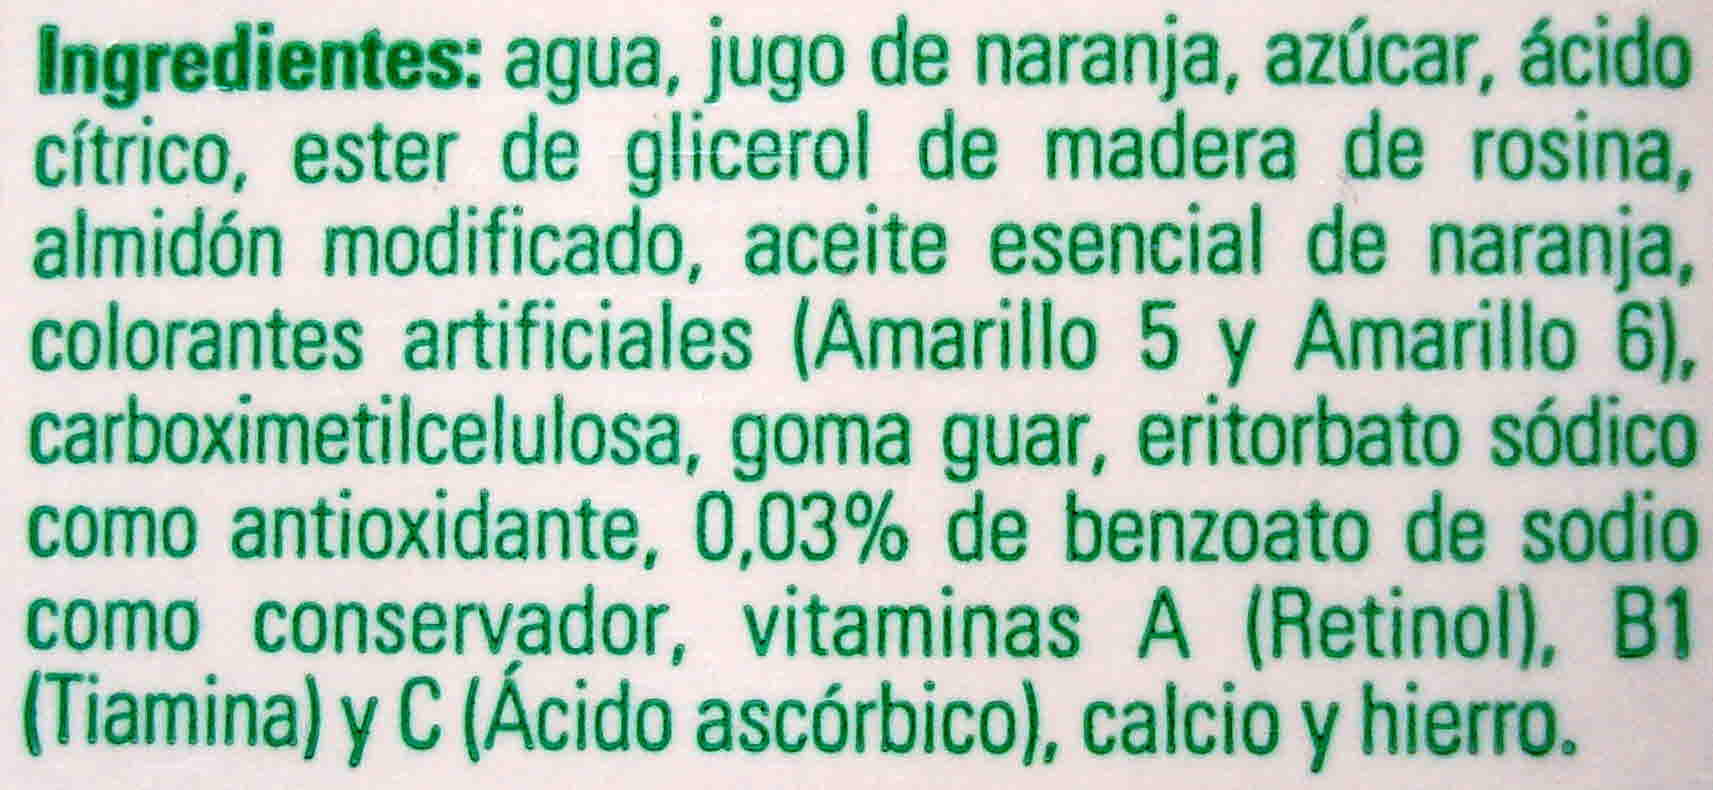 Ingredientes: agua, jugo de naranja, azúcar, ácido
cítrico, ester de glicerol de madera de rosina,
almidón modificado, aceite esencial de naranja,
colorantes artificiales (Amarillo 5 y Amarillo 6),
carboximetilcelulosa, goma guar, eritorbato sódico
como antioxidante, 0,03% de benzoato de sodio
como conservador, vitaminas A (Retinol), B1
(Tiamina) y C (Ácido ascórbico), calcio y hierro.